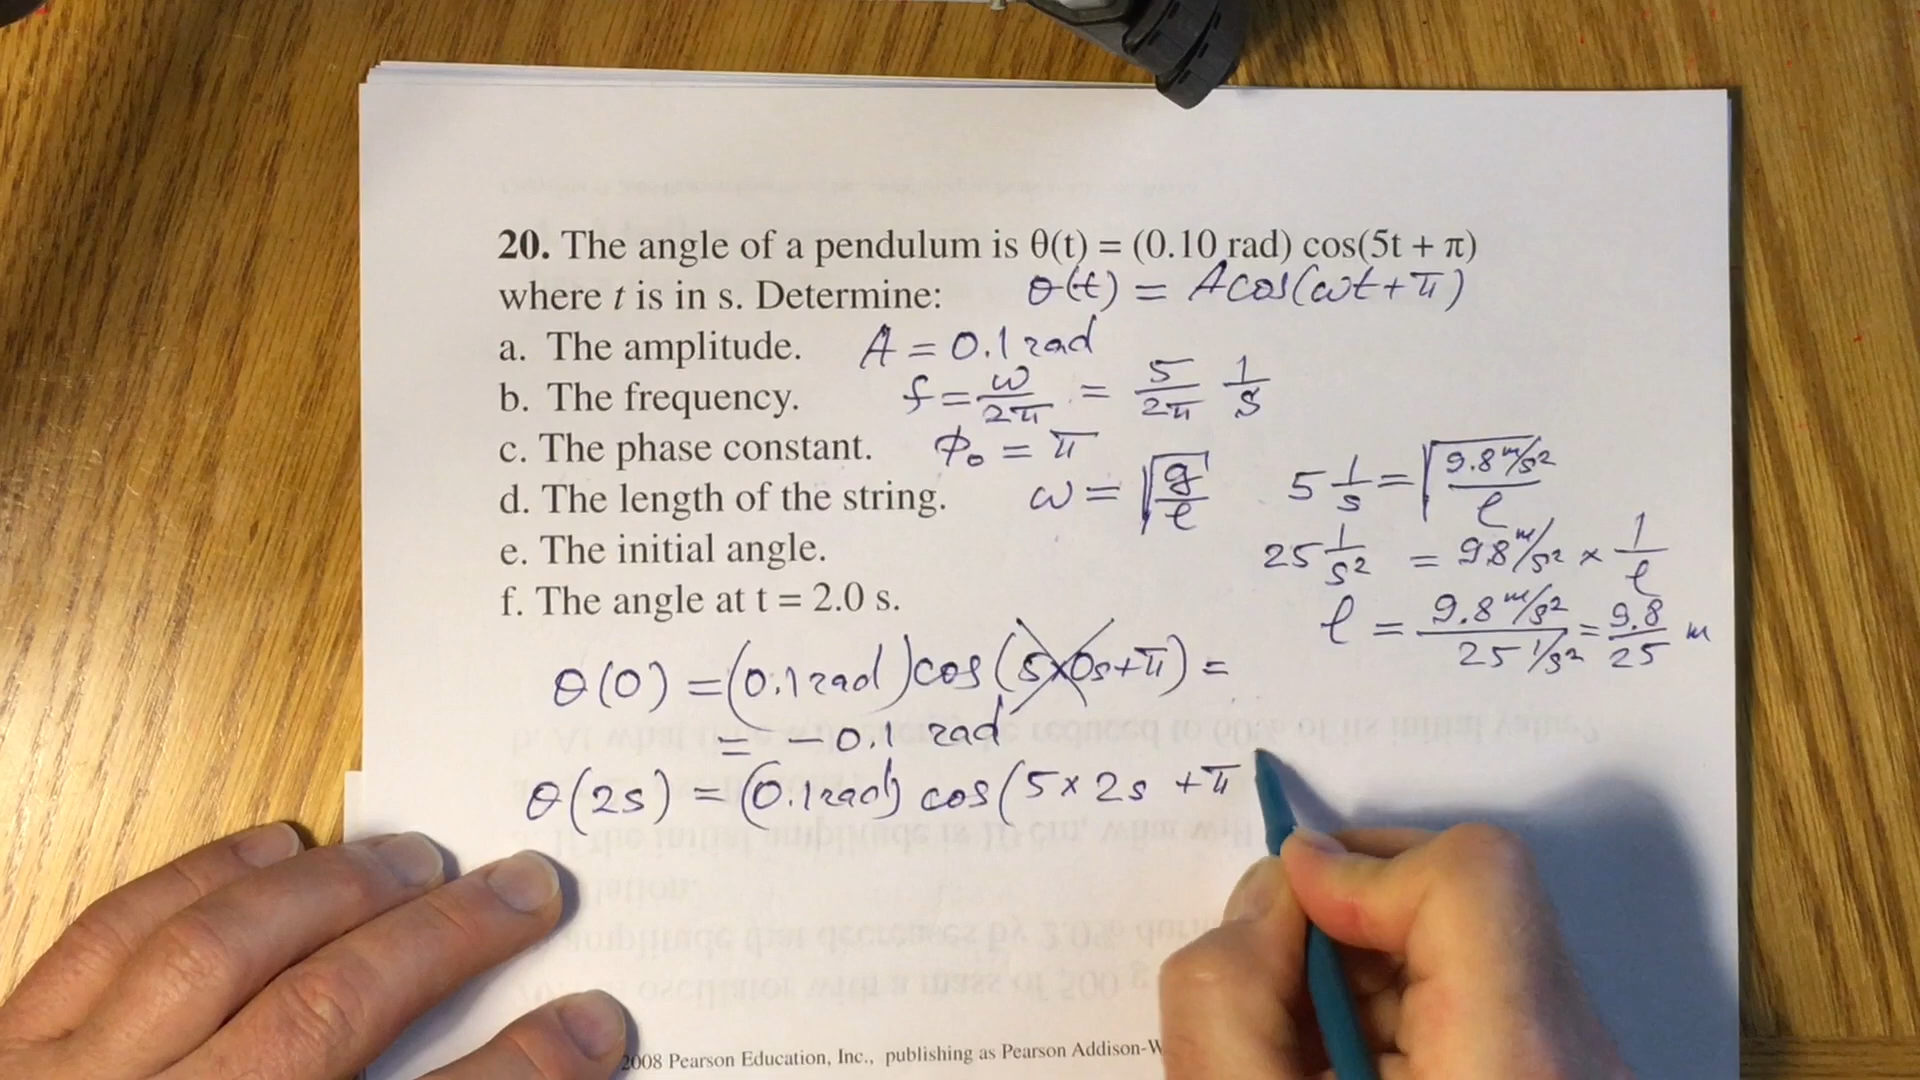 20. The angle of a pendulum is θ(t) = (0.10 rad) cos(5t + π)
where t is in s. Determine: θ(t) = A cos(ωt + π)
a. The amplitude. A = 0.1 rad
b. The frequency. f = ω/2π = 5/2π 1/s
c. The phase constant. Φ₀ = π
d. The length of the string. ω = √(g/ℓ) 5 1/s = √(9.8 m/s²/ℓ)
e. The initial angle. 25 1/s² = 9.8 m/s² × 1/ℓ
f. The angle at t = 2.0 s. ℓ = 9.8 m/s² / 25 1/s² = 9.8/25 m
θ(0) = (0.1 rad) cos(5×0s+π) =
= -0.1 rad
θ(2s) = (0.1 rad) cos(5 × 2s + π
2008 Pearson Education, Inc., publishing as Pearson Addison-W